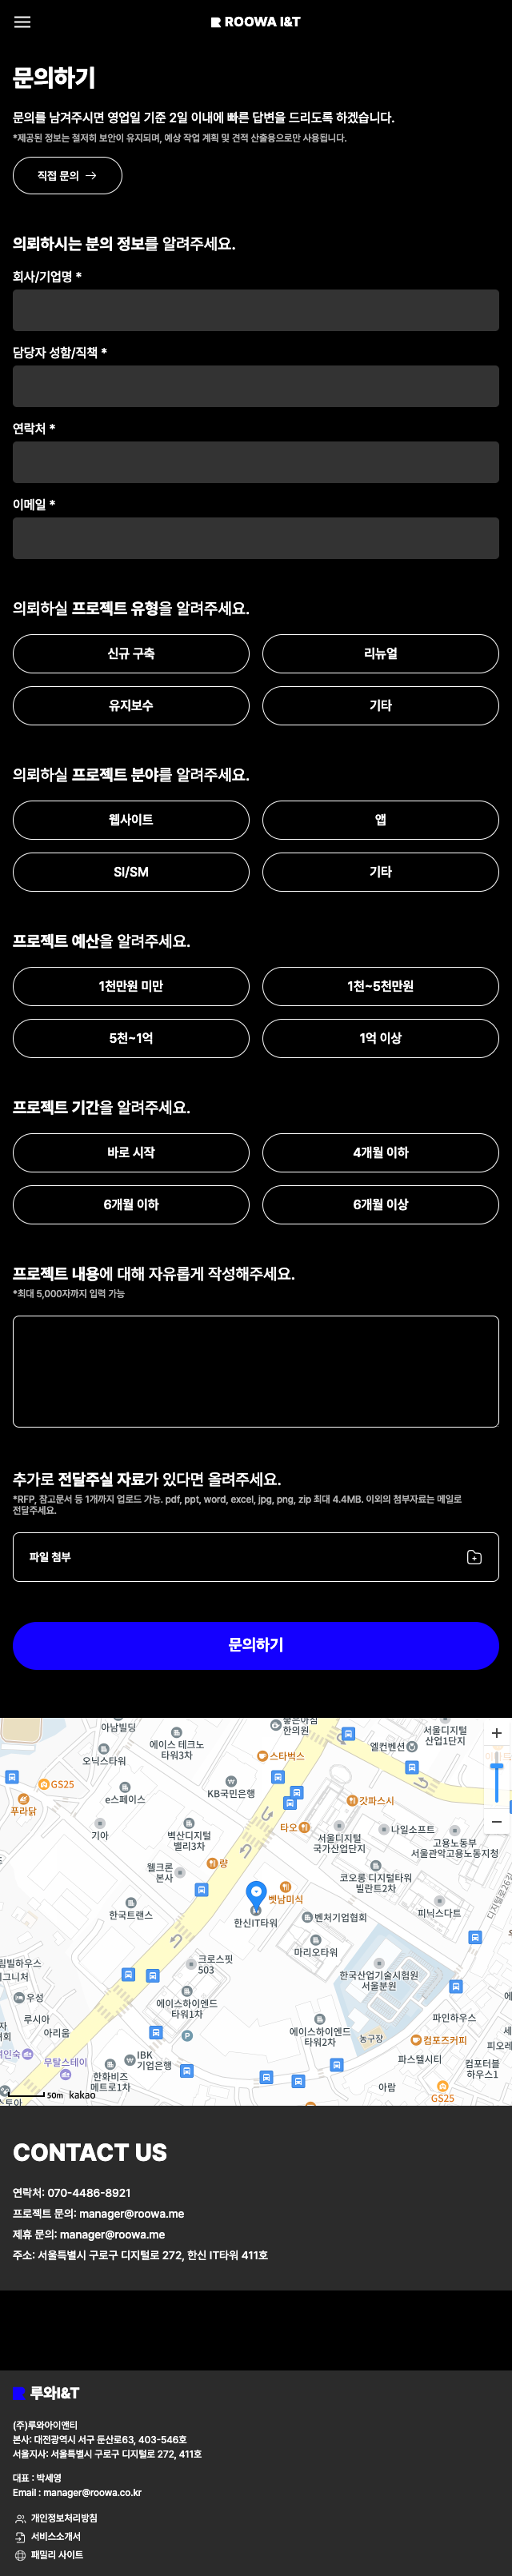 ROOWA I&T
문의하기
문의를 남겨주시면 영업일 기준 2일 이내에 빠른 답변을 드리도록 하겠습니다.
*제공된 정보는 철저히 보안이 유지되며, 예상 작업 계획 및 견적 산출용으로만 사용됩니다.
직접 문의
의뢰하시는 분의 정보를 알려주세요.
회사/기업명 *
담당자 성함/직책 *
연락처 *
이메일 *
의뢰하실 프로젝트 유형을 알려주세요.
신규 구축
리뉴얼
유지보수
기타
의뢰하실 프로젝트 분야를 알려주세요.
웹사이트
앱
SI/SM
기타
프로젝트 예산을 알려주세요.
1천만원 미만
1천~5천만원
5천~1억
1억 이상
프로젝트 기간을 알려주세요.
바로 시작
4개월 이하
6개월 이하
6개월 이상
프로젝트 내용에 대해 자유롭게 작성해주세요.
*최대 5,000자까지 입력 가능
추가로 전달주실 자료가 있다면 올려주세요.
*RFP, 참고문서 등 1개까지 업로드 가능. pdf, ppt, word, excel, jpg, png, zip 최대 4.4MB. 이외의 첨부자료는 메일로
전달주세요.
파일 첨부
문의하기
아남빌딩
한의원
서울디지털
산업1단지
에이스 테크노
타워3차
오닉스타워
스타벅스
엘컨벤션
GS25
푸라닭
e스페이스
KB국민은행
갓파스시
기아
벽산디지털
밸리3차
타오
서울디지털
국가산업단지
나일소프트
고용노동부
서울관악고용노동지청
웰크론
본사
코오롱 디지털타워
빌란트2차
벳남미식
한국트랜스
한신IT타워
벤처기업협회
피닉스다트
디지털로26길
마리오타워
크로스핏
503
한국산업기술시험원
서울분원
림빌하우스
우성
에이스하이엔드
타워1차
루시아
아리움
에이스하이엔드
타워2차
농구장
파인하우스
컴포즈커피
무탈스테이
IBK
기업은행
파스텔시티
컴포터블
하우스1
한화비즈
메트로1차
아람
GS25
50m
kakao
CONTACT US
연락처: 070-4486-8921
프로젝트 문의: manager@roowa.me
제휴 문의: manager@roowa.me
주소: 서울특별시 구로구 디지털로 272, 한신 IT타워 411호
루와I&T
(주)루와아이앤티
본사: 대전광역시 서구 둔산로63, 403-546호
서울지사: 서울특별시 구로구 디지털로 272, 411호
대표 : 박세영
Email : manager@roowa.co.kr
개인정보처리방침
서비스소개서
패밀리 사이트